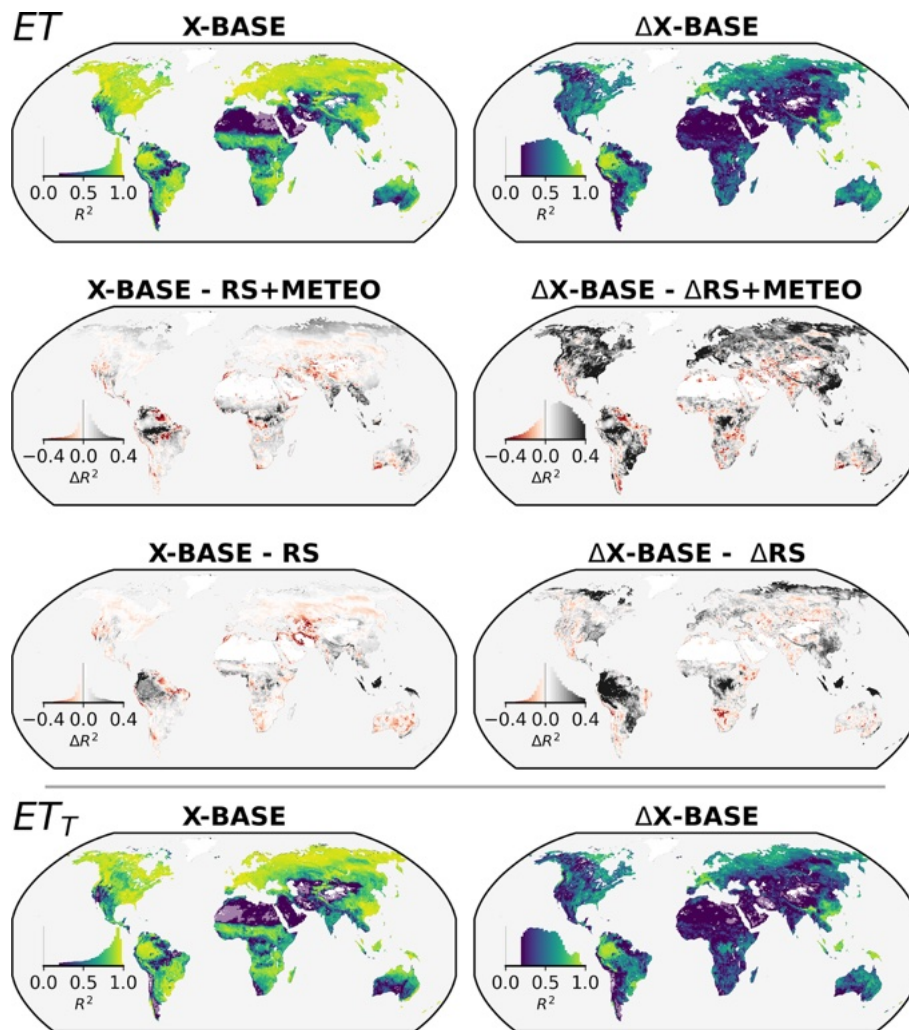 ET
X-BASE
ΔX-BASE
0.0 0.5 1.0
R²
0.0 0.5 1.0
R²
X-BASE - RS+METEO
ΔX-BASE - ΔRS+METEO
−0.4 0.0 0.4
ΔR²
−0.4 0.0 0.4
ΔR²
X-BASE - RS
ΔX-BASE - ΔRS
−0.4 0.0 0.4
ΔR²
−0.4 0.0 0.4
ΔR²
ET_T
X-BASE
ΔX-BASE
0.0 0.5 1.0
R²
0.0 0.5 1.0
R²